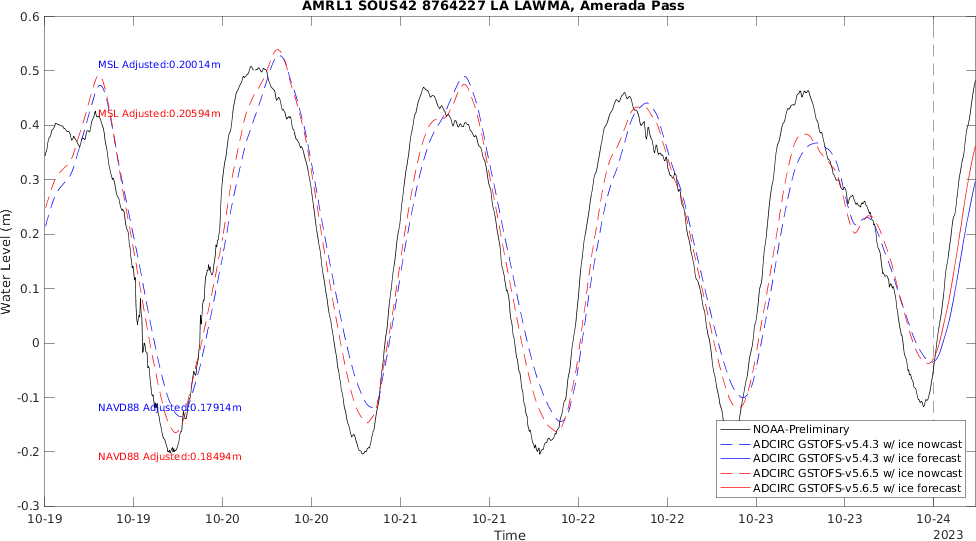 AMRL1 SOUS42 8764227 LA LAWMA, Amerada Pass
0.6
0.5
0.4
0.3
0.2
0.1
0
-0.1
-0.2
-0.3
Water Level (m)
MSL Adjusted:0.20014m
MSL Adjusted:0.20594m
NAVD88 Adjusted:0.17914m
NAVD88 Adjusted:0.18494m
NOAA-Preliminary
ADCIRC GSTOFS-v5.4.3 w/ ice nowcast
ADCIRC GSTOFS-v5.4.3 w/ ice forecast
ADCIRC GSTOFS-v5.6.5 w/ ice nowcast
ADCIRC GSTOFS-v5.6.5 w/ ice forecast
10-19 10-19 10-20 10-20 10-21 10-21 10-22 10-22 10-23 10-23 10-24
Time
2023